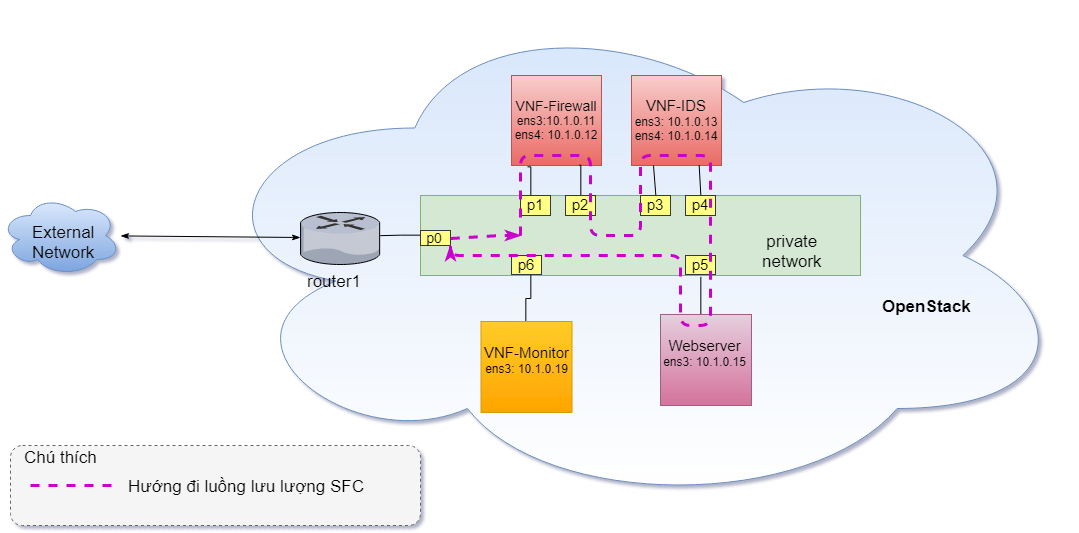 VNF-Firewall
ens3:10.1.0.11
ens4: 10.1.0.12
VNF-IDS
ens3: 10.1.0.13
ens4: 10.1.0.14
p1
p2
p3
p4
External
Network
p0
router1
private
network
p6
p5
OpenStack
VNF-Monitor
ens3: 10.1.0.19
Webserver
ens3: 10.1.0.15
Chú thích
Hướng đi luồng lưu lượng SFC